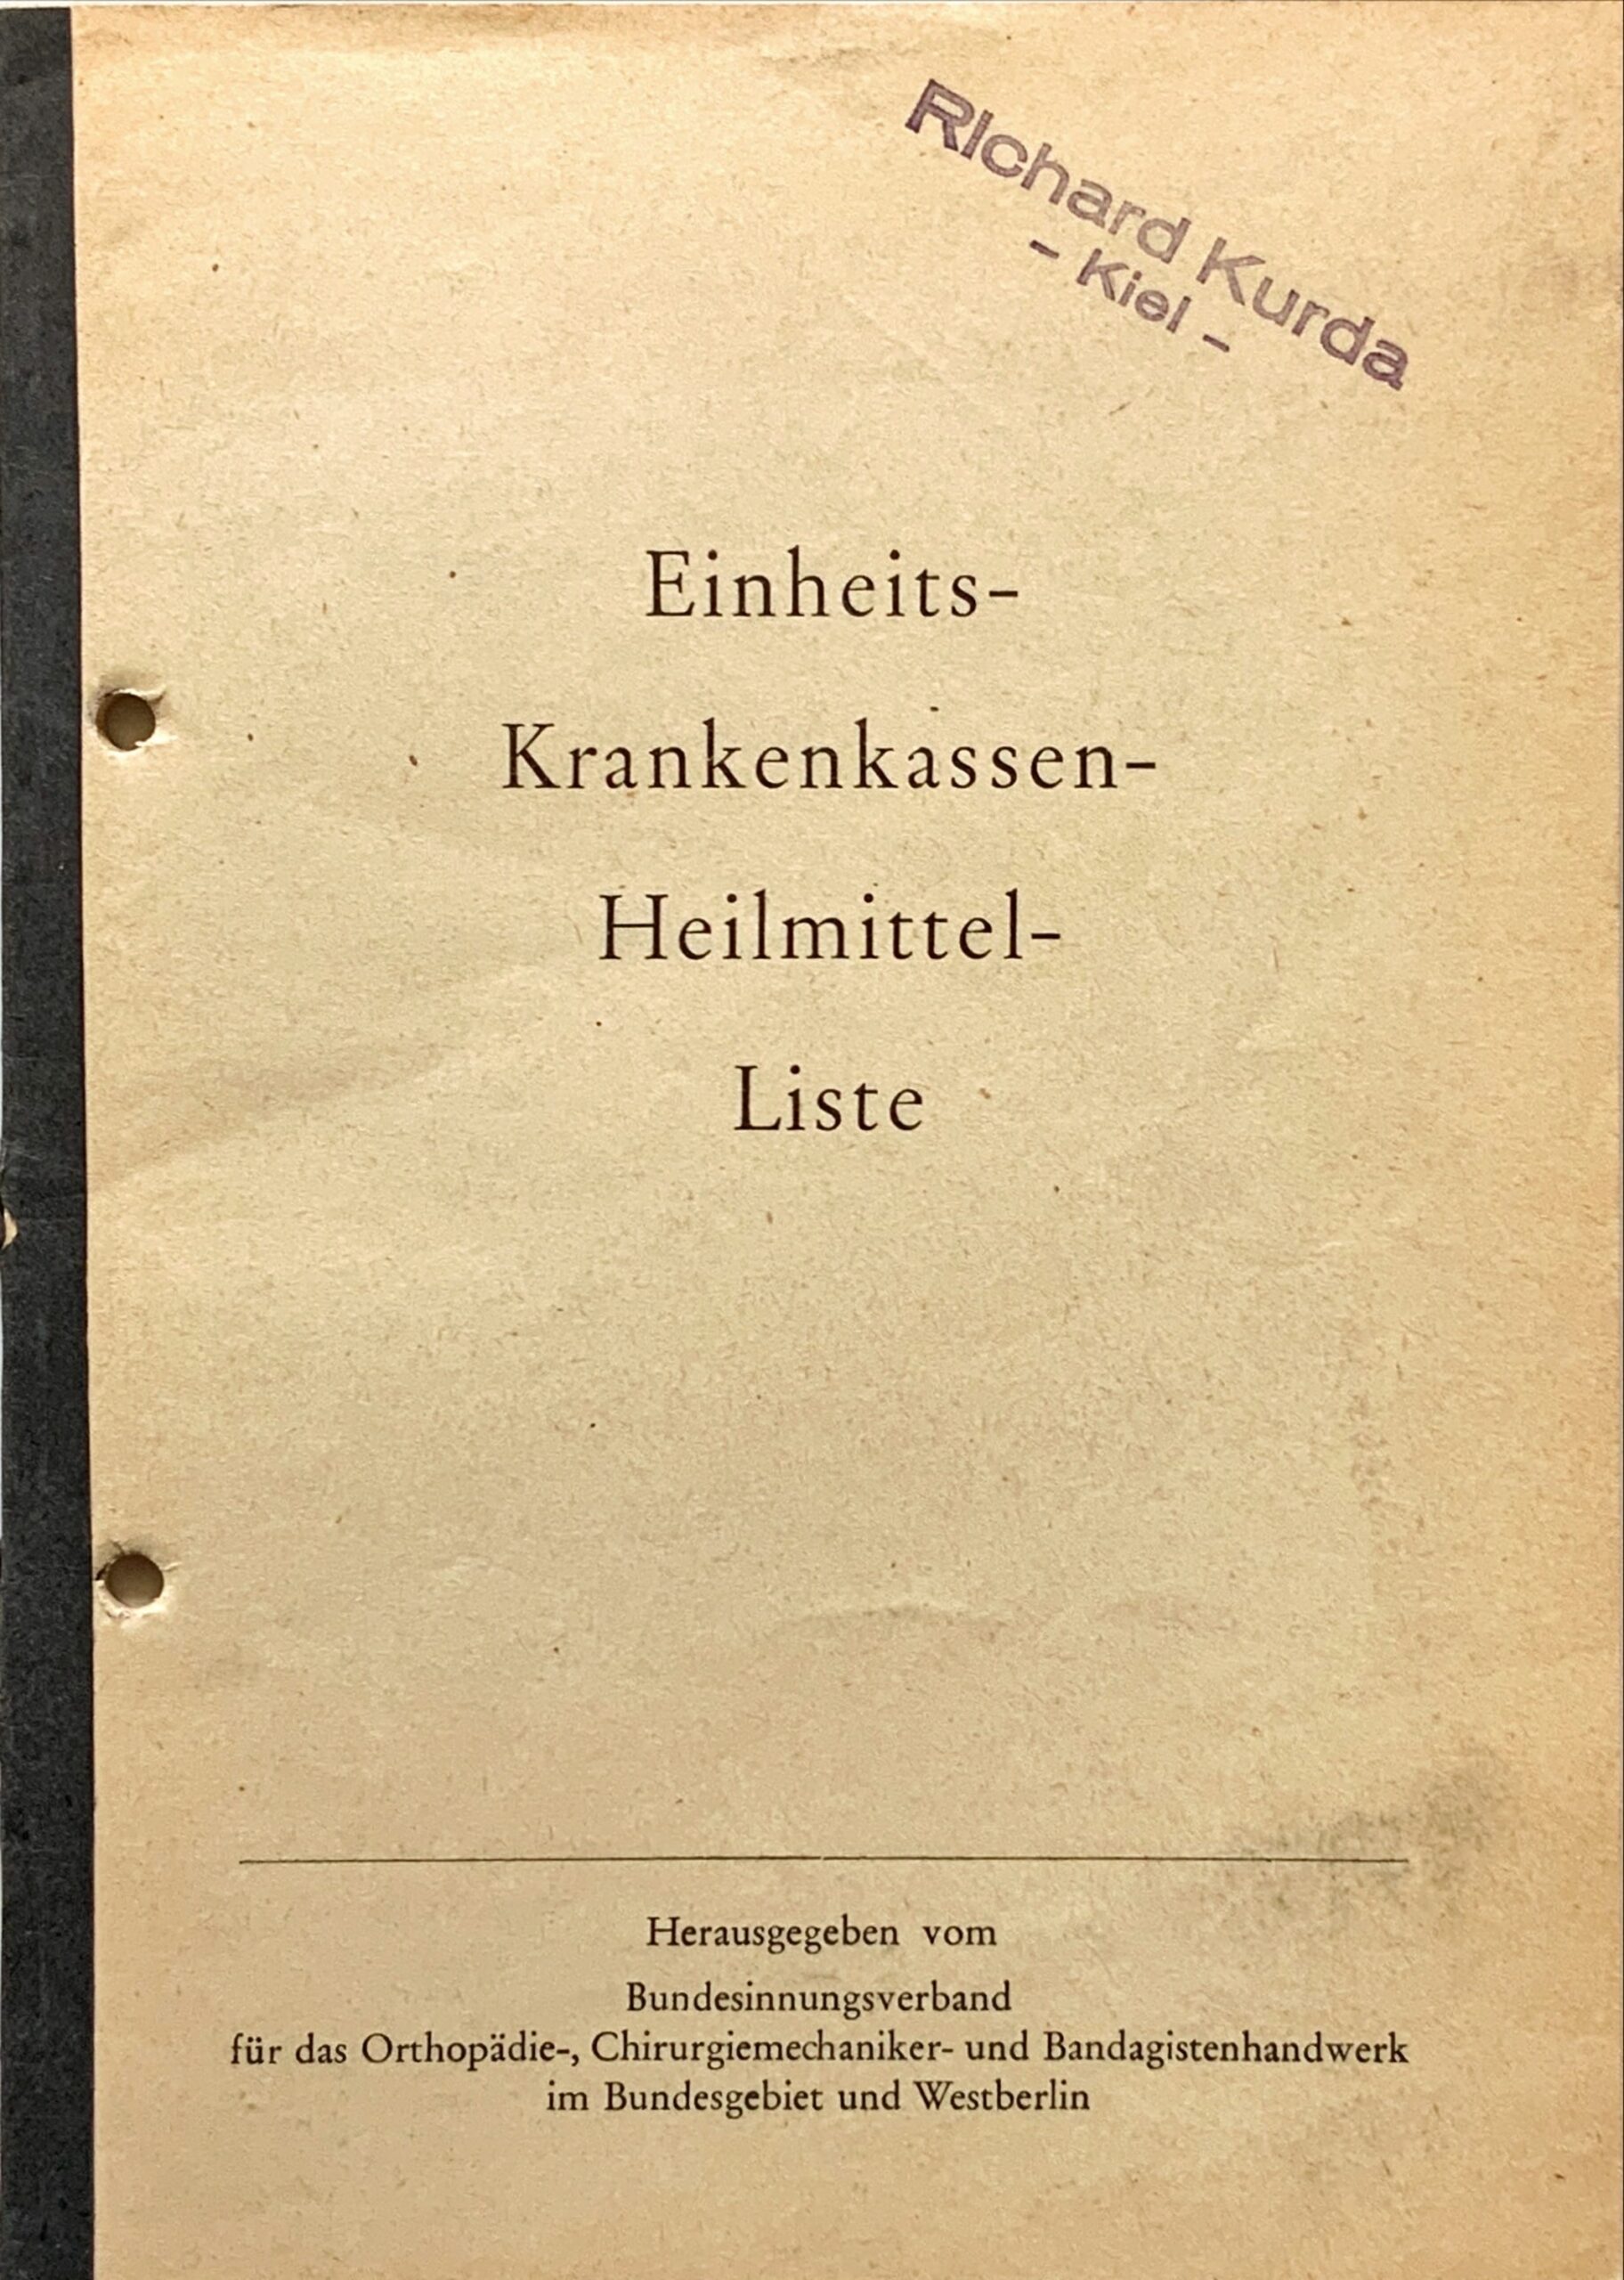 Richard Kurda
- Kiel -
Einheits-
Krankenkassen-
Heilmittel-
Liste
Herausgegeben vom
Bundesinnungsverband
für das Orthopädie-, Chirurgiemechaniker- und Bandagistenhandwerk
im Bundesgebiet und Westberlin